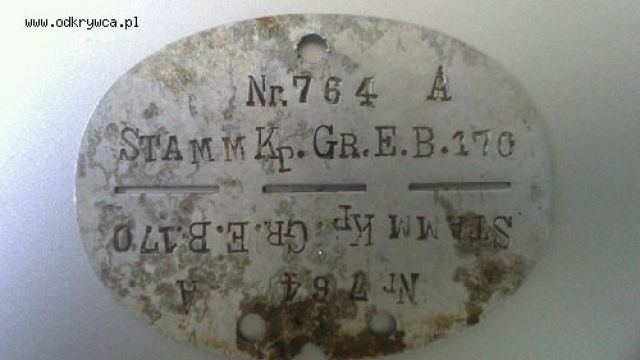 www.odkrywca.pl
Nr.764 A
STAMM Kp. GR.E.B.170
STAMM Kp. GR.E.B.170
Nr 764 A